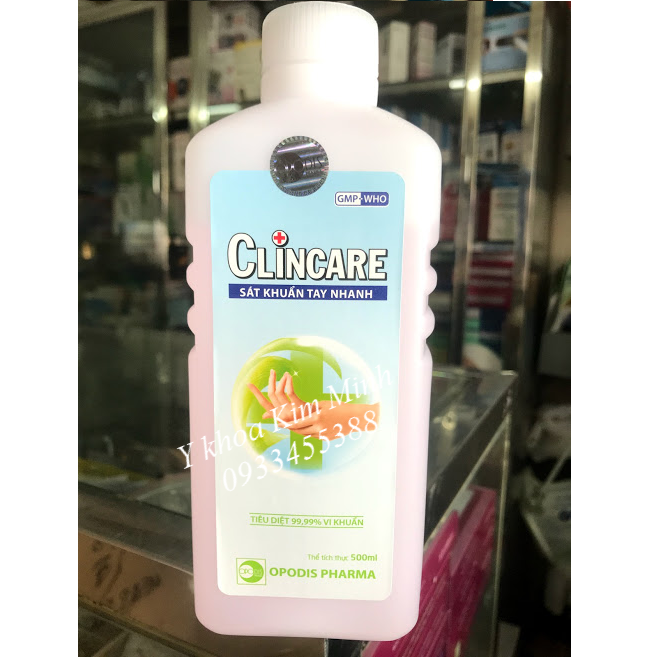 GMP-WHO
CLINCARE
SÁT KHUẨN TAY NHANH
Y khoa Kim Minh
TIÊU DIỆT 99,99% VI KHUẨN
Thể tích thực 500ml
OPODIS PHARMA